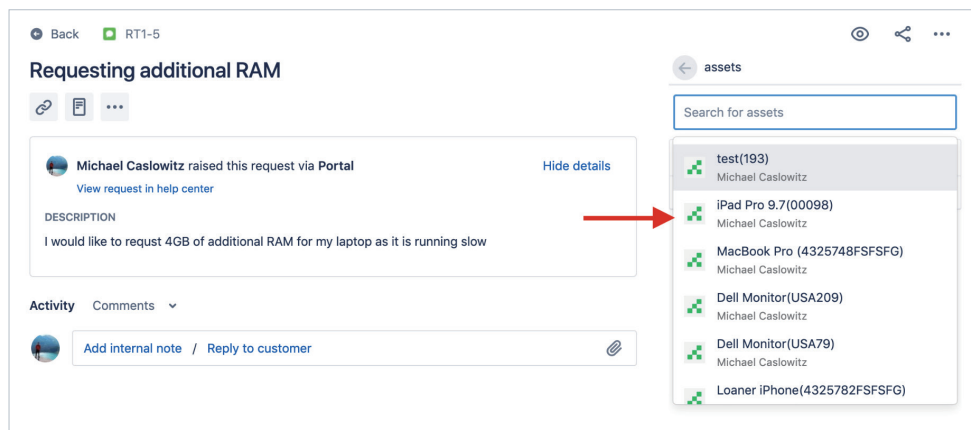 Back RT1-5
Requesting additional RAM
Michael Caslowitz raised this request via Portal Hide details
View request in help center
DESCRIPTION
I would like to requst 4GB of additional RAM for my laptop as it is running slow
Activity Comments
Add internal note / Reply to customer
assets
Search for assets
test(193)
Michael Caslowitz
iPad Pro 9.7(00098)
Michael Caslowitz
MacBook Pro (4325748FSFSFG)
Michael Caslowitz
Dell Monitor(USA209)
Michael Caslowitz
Dell Monitor(USA79)
Michael Caslowitz
Loaner iPhone(4325782FSFSFG)